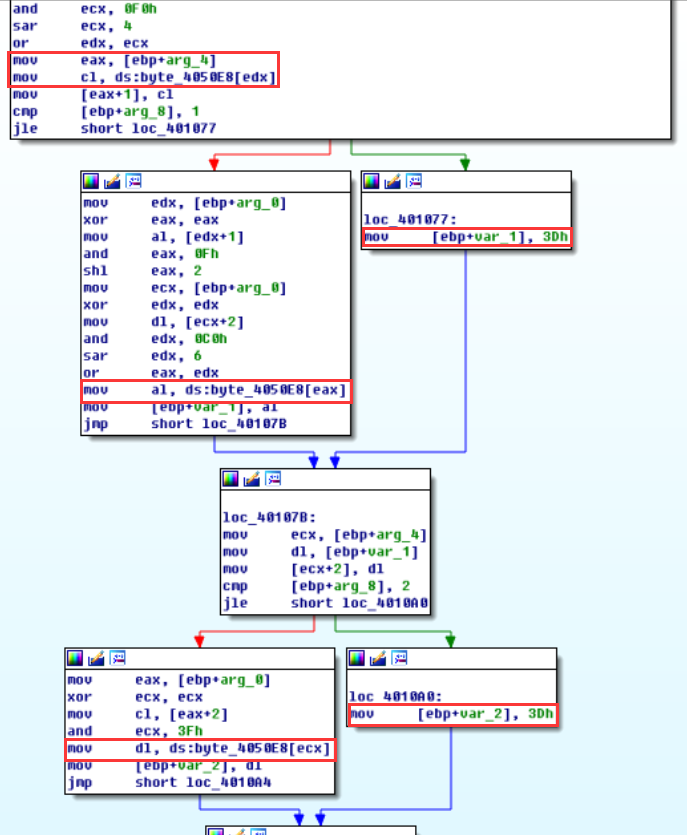 and ecx, 0F0h
sar ecx, 4
or edx, ecx
mov eax, [ebp+arg_4]
mov cl, ds:byte_4050E8[edx]
mov [eax+1], cl
cmp [ebp+arg_8], 1
jle short loc_401077
mov edx, [ebp+arg_0]
xor eax, eax
mov al, [edx+1]
and eax, 0Fh
shl eax, 2
mov ecx, [ebp+arg_0]
xor edx, edx
mov dl, [ecx+2]
and edx, 0C0h
sar edx, 6
or eax, edx
mov al, ds:byte_4050E8[eax]
mov [ebp+var_1], al
jmp short loc_40107B
loc_401077:
mov [ebp+var_1], 3Dh
loc_40107B:
mov ecx, [ebp+arg_4]
mov dl, [ebp+var_1]
mov [ecx+2], dl
cmp [ebp+arg_8], 2
jle short loc_4010A0
mov eax, [ebp+arg_0]
xor ecx, ecx
mov cl, [eax+2]
and ecx, 3Fh
mov dl, ds:byte_4050E8[ecx]
mov [ebp+var_2], dl
jmp short loc_4010A4
loc_4010A0:
mov [ebp+var_2], 3Dh